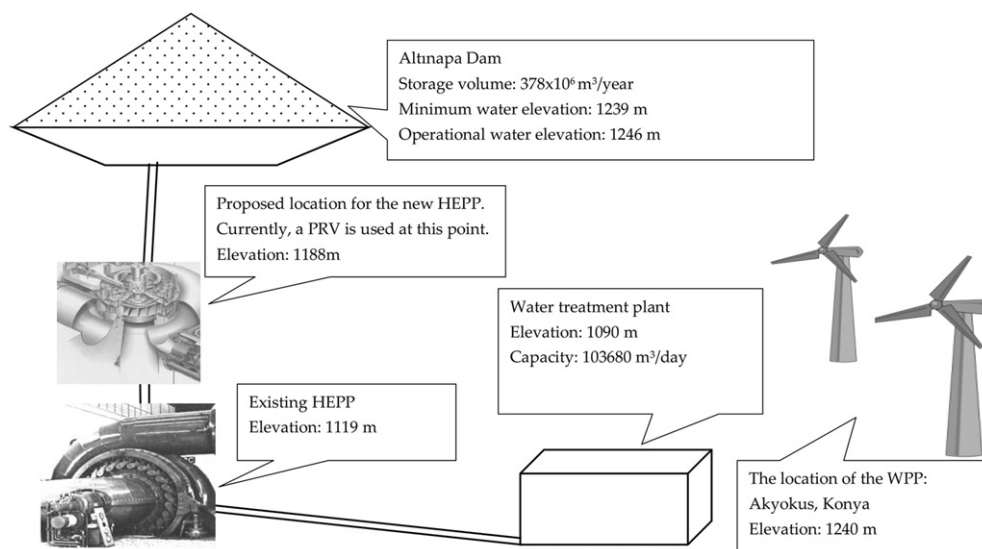 Altınapa Dam
Storage volume: 378x10⁶ m³/year
Minimum water elevation: 1239 m
Operational water elevation: 1246 m
Proposed location for the new HEPP.
Currently, a PRV is used at this point.
Elevation: 1188m
Water treatment plant
Elevation: 1090 m
Capacity: 103680 m³/day
Existing HEPP
Elevation: 1119 m
The location of the WPP:
Akyokus, Konya
Elevation: 1240 m